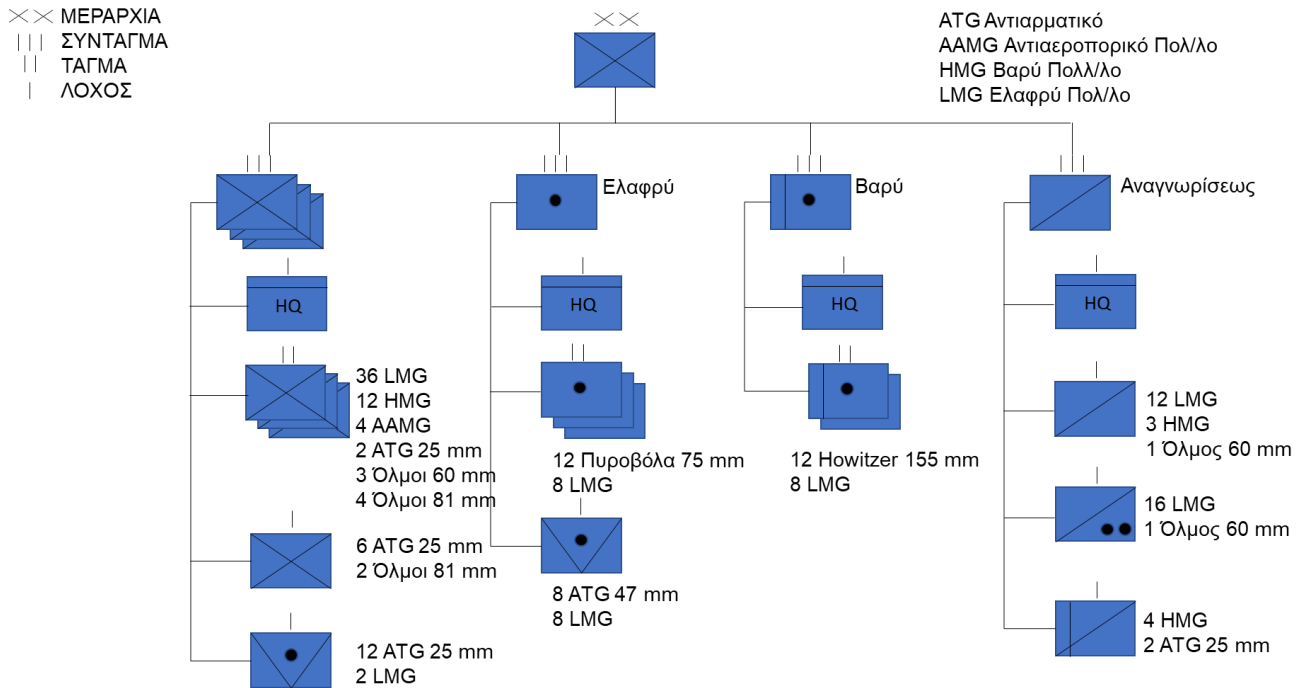 ΜΕΡΑΡΧΙΑ
ΣΥΝΤΑΓΜΑ
ΤΑΓΜΑ
ΛΟΧΟΣ
ATG Αντιαρματικό
AAMG Αντιαεροπορικό Πολ/λο
HMG Βαρύ Πολλ/λο
LMG Ελαφρύ Πολ/λο
Ελαφρύ
Βαρύ
Αναγνωρίσεως
HQ
HQ
HQ
HQ
36 LMG
12 HMG
4 AAMG
2 ATG 25 mm
3 Όλμοι 60 mm
4 Όλμοι 81 mm
6 ATG 25 mm
2 Όλμοι 81 mm
12 ATG 25 mm
2 LMG
12 Πυροβόλα 75 mm
8 LMG
8 ATG 47 mm
8 LMG
12 Howitzer 155 mm
8 LMG
12 LMG
3 HMG
1 Όλμος 60 mm
16 LMG
1 Όλμος 60 mm
4 HMG
2 ATG 25 mm